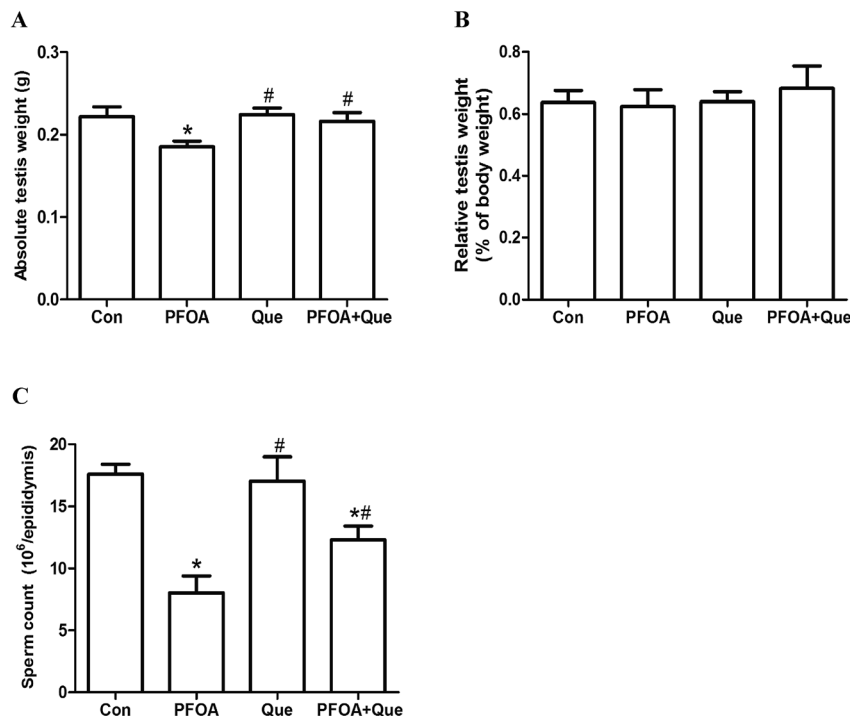 A
Absolute testis weight (g)
0.3
0.2
0.1
0.0
*
#
#
Con PFOA Que PFOA+Que
B
Relative testis weight
(% of body weight)
0.8
0.6
0.4
0.2
0.0
Con PFOA Que PFOA+Que
C
Sperm count (10⁶/epididymis)
20
15
10
5
0
*
#
*#
Con PFOA Que PFOA+Que